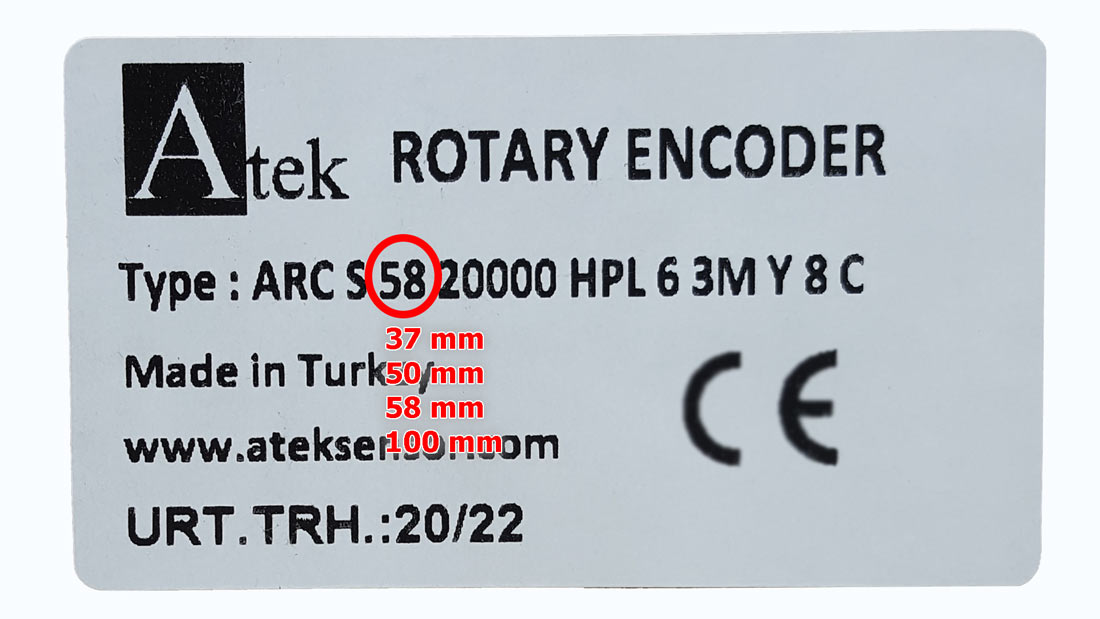 Atek ROTARY ENCODER
Type : ARC S 58 20000 HPL 6 3M Y 8 C
37 mm
Made in Turkey
50 mm
58 mm
www.ateksensor.com
100 mm
CE
URT.TRH.:20/22